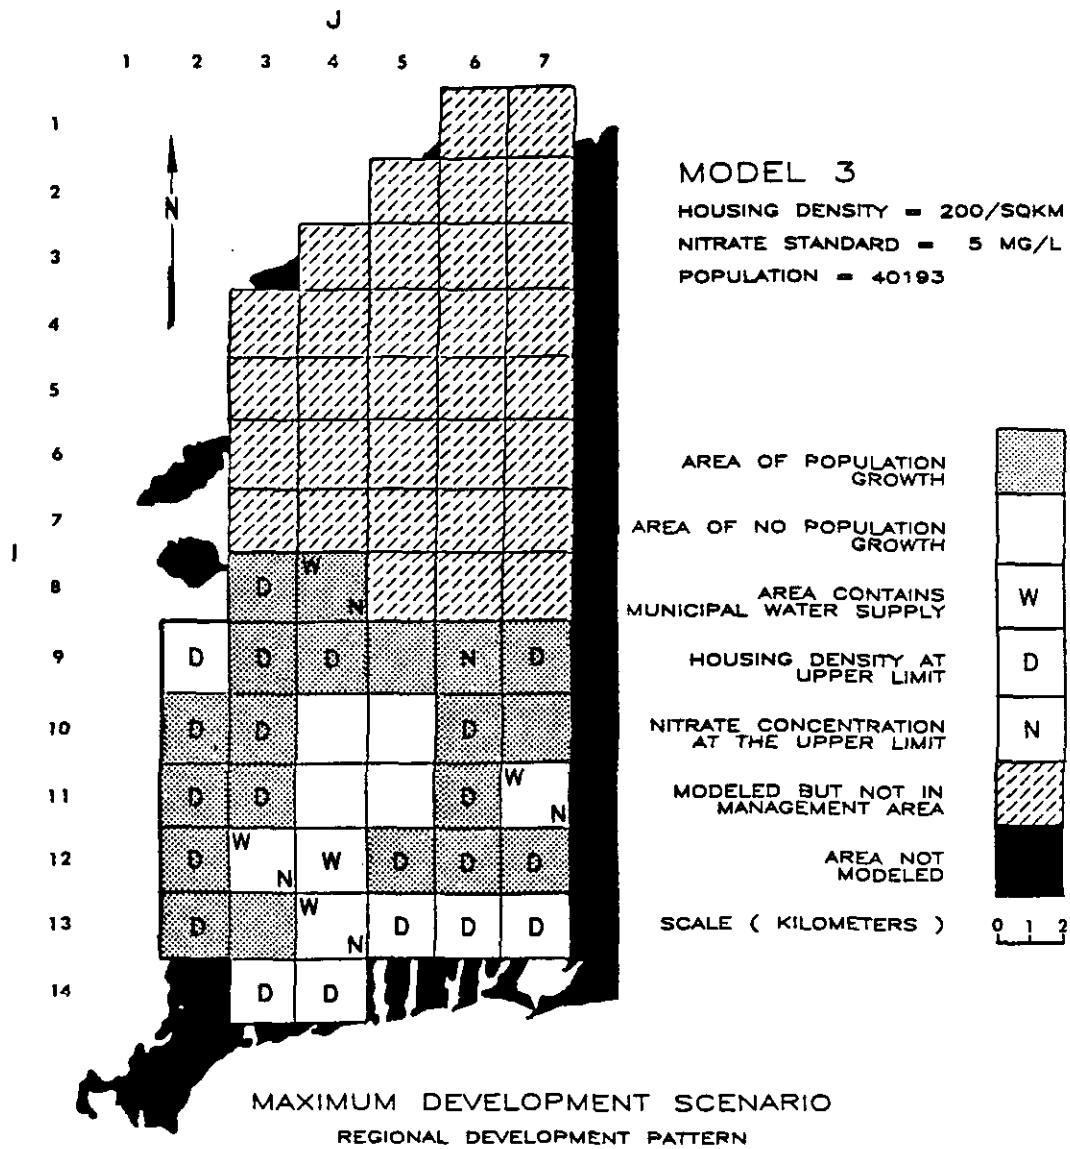 J
1 2 3 4 5 6 7
1
2
3
4
5
6
7
8
9
10
11
12
13
14
I
N
MODEL 3
HOUSING DENSITY = 200/SQKM
NITRATE STANDARD = 5 MG/L
POPULATION = 40193
D W N
D D D N D
D D D
D D D W N
D W N W D D D
D W N D D D
D D
AREA OF POPULATION
GROWTH
AREA OF NO POPULATION
GROWTH
AREA CONTAINS
MUNICIPAL WATER SUPPLY
W
HOUSING DENSITY AT
UPPER LIMIT
D
NITRATE CONCENTRATION
AT THE UPPER LIMIT
N
MODELED BUT NOT IN
MANAGEMENT AREA
AREA NOT
MODELED
SCALE ( KILOMETERS )
0 1 2
MAXIMUM DEVELOPMENT SCENARIO
REGIONAL DEVELOPMENT PATTERN